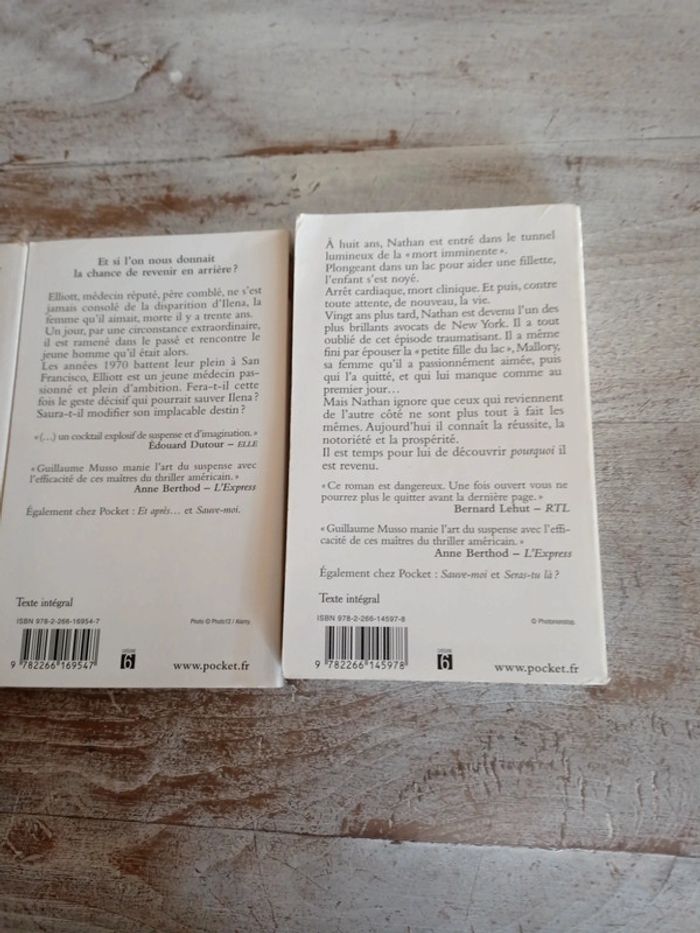 Et si l'on nous donnait
la chance de revenir en arrière ?
Elliott, médecin réputé, père comblé, ne s'est
jamais consolé de la disparition d'Ilena, la
femme qu'il aimait, morte il y a trente ans.
Un jour, par une circonstance extraordinaire,
il est ramené dans le passé et rencontre le
jeune homme qu'il était alors.
Les années 1970 battent leur plein à San
Francisco, Elliott est un jeune médecin pas-
sionné et plein d'ambition. Fera-t-il cette
fois le geste décisif qui pourrait sauver Ilena ?
Saura-t-il modifier son implacable destin ?
« (...) un cocktail explosif de suspense et d'imagination. »
Édouard Dutour – ELLE
« Guillaume Musso manie l'art du suspense avec
l'efficacité de ces maîtres du thriller américain. »
Anne Berthod – L'Express
Également chez Pocket : Et après... et Sauve-moi.
Texte intégral
ISBN 978-2-266-16954-7
Photo © Photo12 / Alamy.
9 782266 169547
6
www.pocket.fr
À huit ans, Nathan est entré dans le tunnel
lumineux de la « mort imminente ».
Plongeant dans un lac pour aider une fillette,
l'enfant s'est noyé.
Arrêt cardiaque, mort clinique. Et puis, contre
toute attente, de nouveau, la vie.
Vingt ans plus tard, Nathan est devenu l'un des
plus brillants avocats de New York. Il a tout
oublié de cet épisode traumatisant. Il a même
fini par épouser la « petite fille du lac », Mallory,
sa femme qu'il a passionnément aimée, puis
qui l'a quitté, et qui lui manque comme au
premier jour...
Mais Nathan ignore que ceux qui reviennent
de l'autre côté ne sont plus tout à fait les
mêmes. Aujourd'hui il connaît la réussite, la
notoriété et la prospérité.
Il est temps pour lui de découvrir pourquoi il
est revenu.
« Ce roman est dangereux. Une fois ouvert vous ne
pourrez plus le quitter avant la dernière page. »
Bernard Lehut – RTL
« Guillaume Musso manie l'art du suspense avec l'effi-
cacité de ces maîtres du thriller américain. »
Anne Berthod – L'Express
Également chez Pocket : Sauve-moi et Seras-tu là ?
Texte intégral
ISBN 978-2-266-14597-8
© Photononstop.
9 782266 145978
6
www.pocket.fr